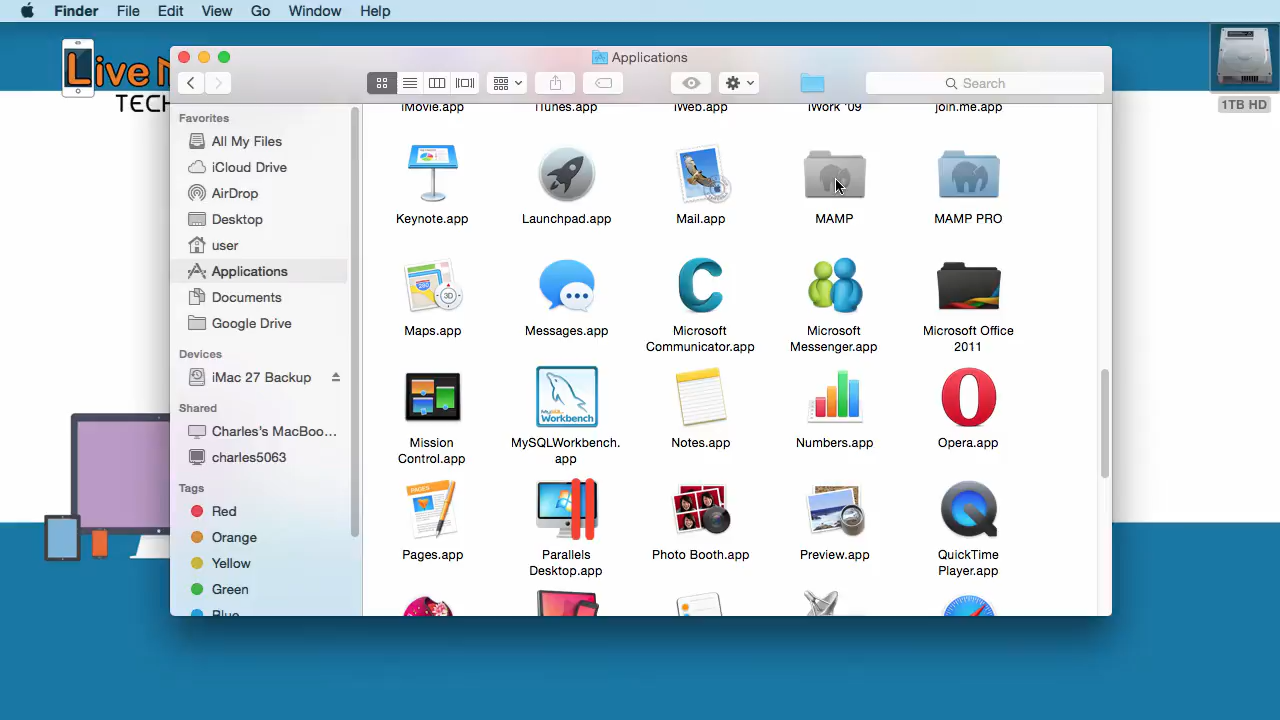 Finder File Edit View Go Window Help
Live
TECH
1TB HD
Applications
Search
Favorites
All My Files
iCloud Drive
AirDrop
Desktop
user
Applications
Documents
Google Drive
Devices
iMac 27 Backup
Shared
Charles's MacBoo...
charles5063
Tags
Red
Orange
Yellow
Green
Blue
iMovie.app iTunes.app iWeb.app iWork '09 join.me.app
Keynote.app Launchpad.app Mail.app MAMP MAMP PRO
Maps.app Messages.app Microsoft Communicator.app Microsoft Messenger.app Microsoft Office 2011
Mission Control.app MySQLWorkbench.app Notes.app Numbers.app Opera.app
Pages.app Parallels Desktop.app Photo Booth.app Preview.app QuickTime Player.app